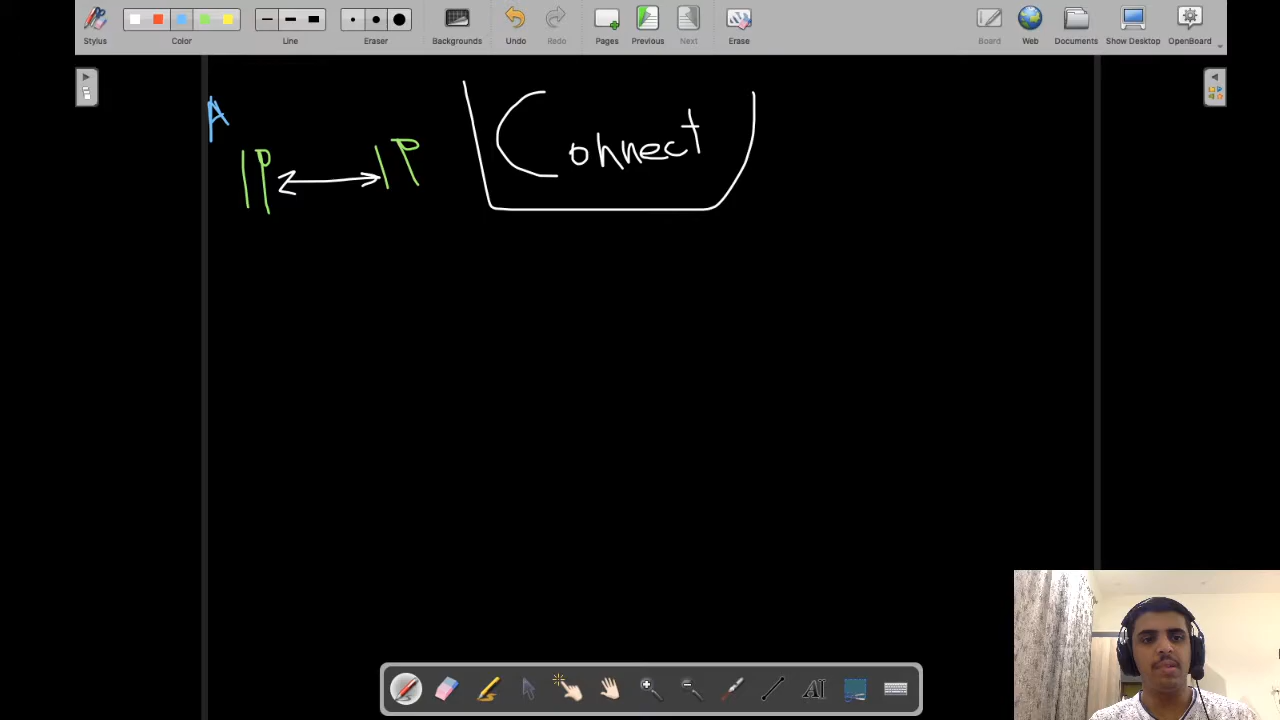 Stylus Color Line Eraser Backgrounds Undo Redo Pages Previous Next Erase Board Web Documents Show Desktop OpenBoard
A
IP IP Connect
AI